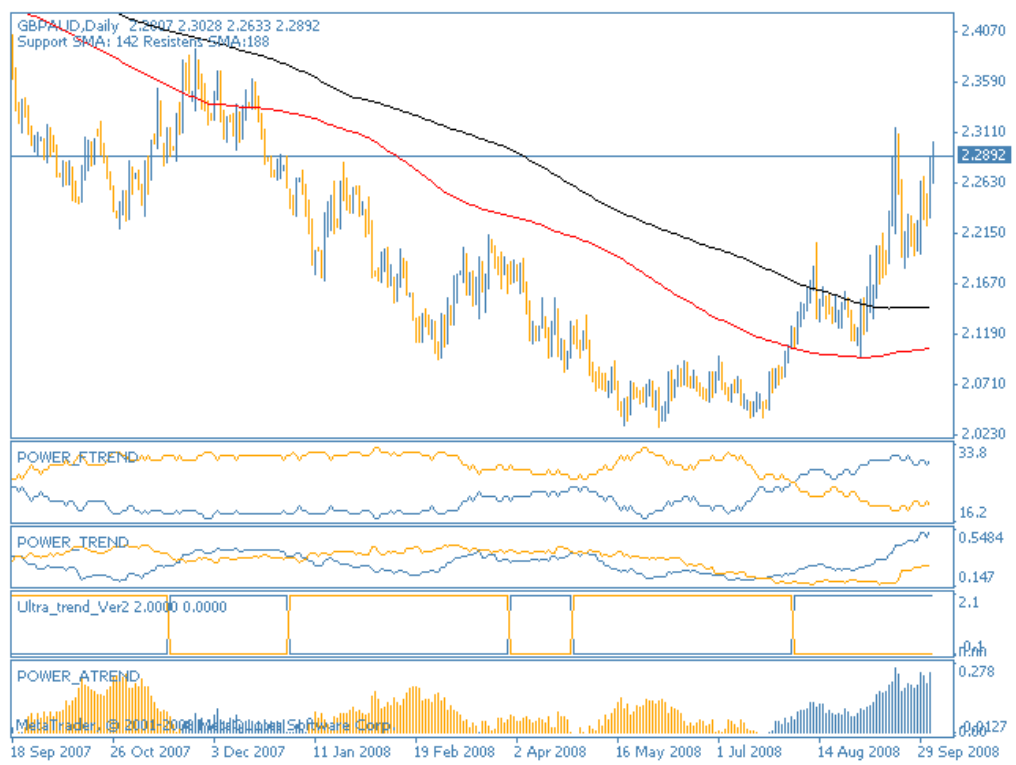 GBPAUD,Daily 2.2807 2.3028 2.2633 2.2892
Support SMA: 142 Resistens SMA:188
2.4070
2.3590
2.3110
2.2892
2.2630
2.2150
2.1670
2.1190
2.0710
2.0230
POWER_FTREND
33.8
16.2
POWER_TREND
0.5484
0.147
Ultra_trend_Ver2 2.0000 0.0000
2.1
POWER_ATREND
0.278
MetaTrader, © 2001-2008 MetaQuotes Software Corp.
0.00
18 Sep 2007 26 Oct 2007 3 Dec 2007 11 Jan 2008 19 Feb 2008 2 Apr 2008 16 May 2008 1 Jul 2008 14 Aug 2008 29 Sep 2008